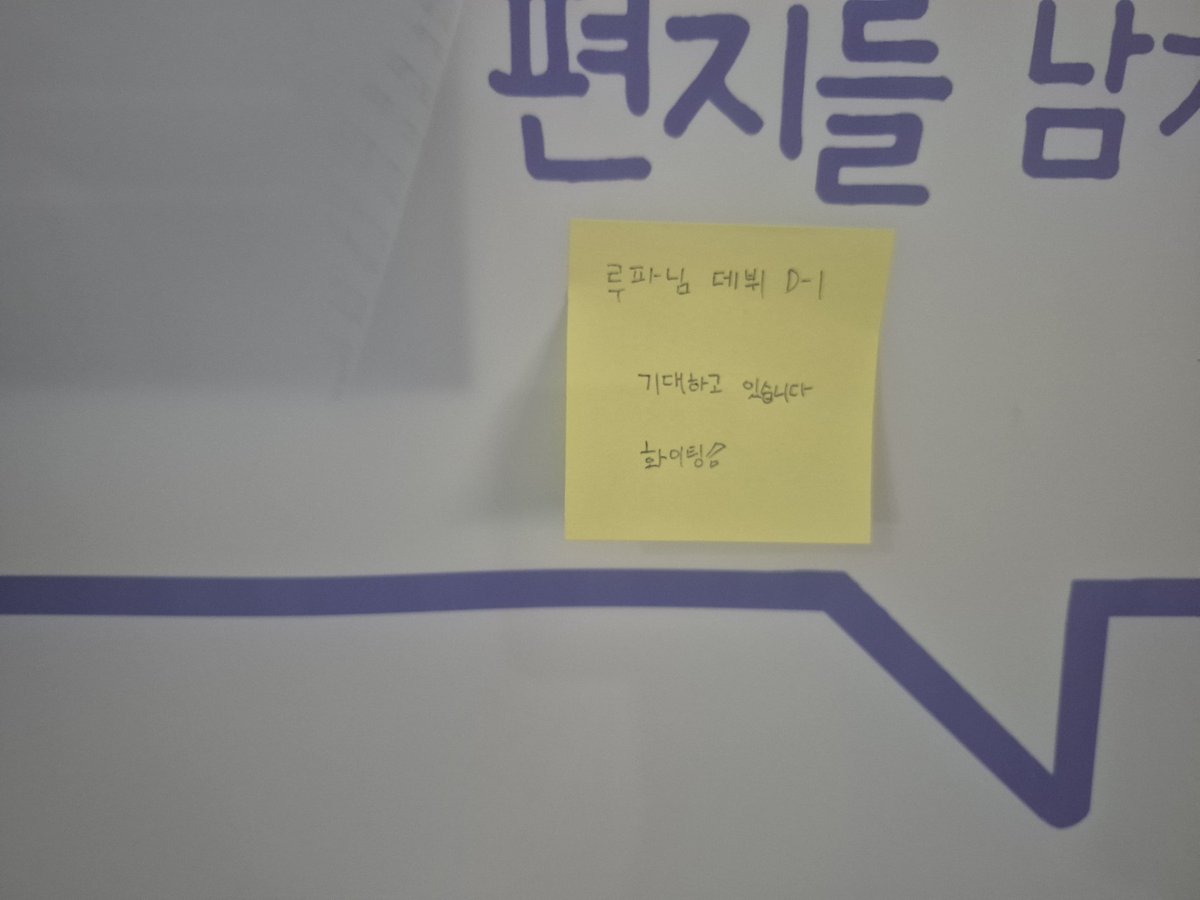 편지를 남
루파님 데뷔 D-1
기대하고 있습니다
화이팅!